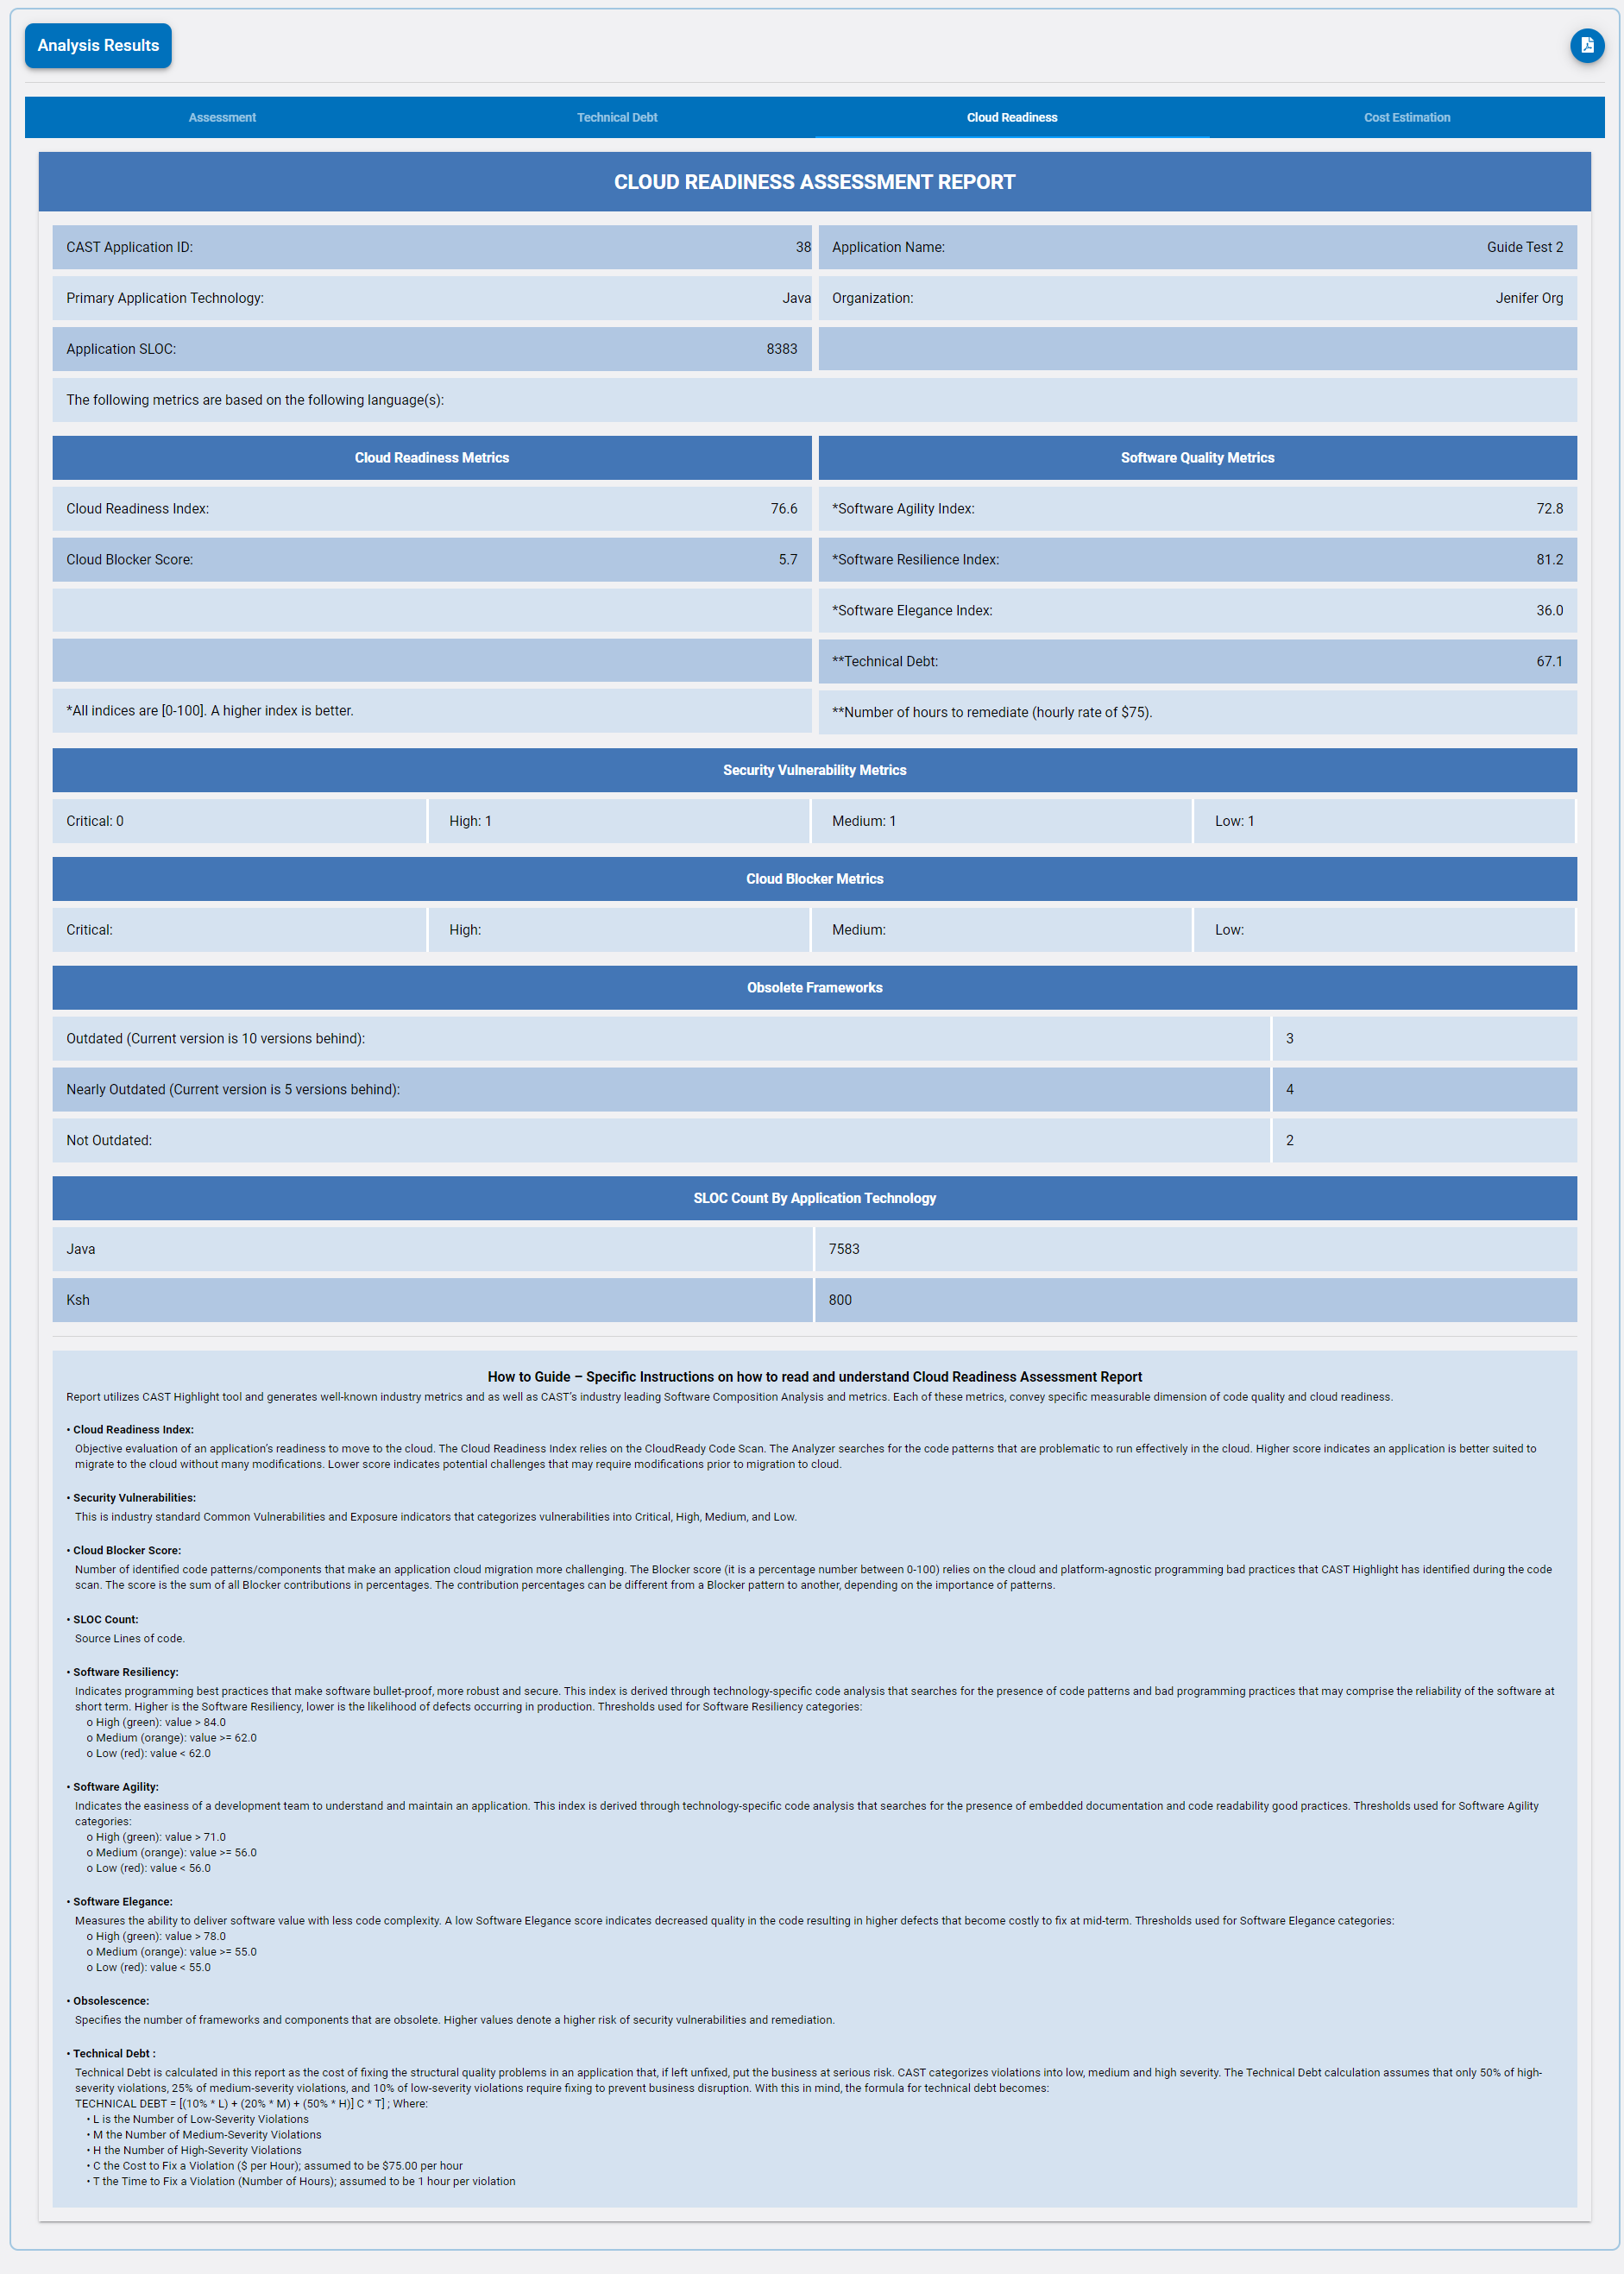 Analysis Results
Assessment
Technical Debt
Cloud Readiness
Cost Estimation
CLOUD READINESS ASSESSMENT REPORT
CAST Application ID: 38
Application Name: Guide Test 2
Primary Application Technology: Java
Organization: Jenifer Org
Application SLOC: 8383
The following metrics are based on the following language(s):
Cloud Readiness Metrics
Software Quality Metrics
Cloud Readiness Index: 76.6
*Software Agility Index: 72.8
Cloud Blocker Score: 5.7
*Software Resilience Index: 81.2
*Software Elegance Index: 36.0
**Technical Debt: 67.1
*All indices are [0-100]. A higher index is better.
**Number of hours to remediate (hourly rate of $75).
Security Vulnerability Metrics
Critical: 0
High: 1
Medium: 1
Low: 1
Cloud Blocker Metrics
Critical:
High:
Medium:
Low:
Obsolete Frameworks
Outdated (Current version is 10 versions behind): 3
Nearly Outdated (Current version is 5 versions behind): 4
Not Outdated: 2
SLOC Count By Application Technology
Java 7583
Ksh 800
How to Guide – Specific Instructions on how to read and understand Cloud Readiness Assessment Report
Report utilizes CAST Highlight tool and generates well-known industry metrics and as well as CAST's industry leading Software Composition Analysis and metrics. Each of these metrics, convey specific measurable dimension of code quality and cloud readiness.
• Cloud Readiness Index:
Objective evaluation of an application's readiness to move to the cloud. The Cloud Readiness Index relies on the CloudReady Code Scan. The Analyzer searches for the code patterns that are problematic to run effectively in the cloud. Higher score indicates an application is better suited to
migrate to the cloud without many modifications. Lower score indicates potential challenges that may require modifications prior to migration to cloud.
• Security Vulnerabilities:
This is industry standard Common Vulnerabilities and Exposure indicators that categorizes vulnerabilities into Critical, High, Medium, and Low.
• Cloud Blocker Score:
Number of identified code patterns/components that make an application cloud migration more challenging. The Blocker score (it is a percentage number between 0-100) relies on the cloud and platform-agnostic programming bad practices that CAST Highlight has identified during the code
scan. The score is the sum of all Blocker contributions in percentages. The contribution percentages can be different from a Blocker pattern to another, depending on the importance of patterns.
• SLOC Count:
Source Lines of code.
• Software Resiliency:
Indicates programming best practices that make software bullet-proof, more robust and secure. This index is derived through technology-specific code analysis that searches for the presence of code patterns and bad programming practices that may comprise the reliability of the software at
short term. Higher is the Software Resiliency, lower is the likelihood of defects occurring in production. Thresholds used for Software Resiliency categories:
o High (green): value > 84.0
o Medium (orange): value >= 62.0
o Low (red): value < 62.0
• Software Agility:
Indicates the easiness of a development team to understand and maintain an application. This index is derived through technology-specific code analysis that searches for the presence of embedded documentation and code readability good practices. Thresholds used for Software Agility
categories:
o High (green): value > 71.0
o Medium (orange): value >= 56.0
o Low (red): value < 56.0
• Software Elegance:
Measures the ability to deliver software value with less code complexity. A low Software Elegance score indicates decreased quality in the code resulting in higher defects that become costly to fix at mid-term. Thresholds used for Software Elegance categories:
o High (green): value > 78.0
o Medium (orange): value >= 55.0
o Low (red): value < 55.0
• Obsolescence:
Specifies the number of frameworks and components that are obsolete. Higher values denote a higher risk of security vulnerabilities and remediation.
• Technical Debt :
Technical Debt is calculated in this report as the cost of fixing the structural quality problems in an application that, if left unfixed, put the business at serious risk. CAST categorizes violations into low, medium and high severity. The Technical Debt calculation assumes that only 50% of high-
severity violations, 25% of medium-severity violations, and 10% of low-severity violations require fixing to prevent business disruption. With this in mind, the formula for technical debt becomes:
TECHNICAL DEBT = [(10% * L) + (20% * M) + (50% * H)] C * T] ; Where:
• L is the Number of Low-Severity Violations
• M the Number of Medium-Severity Violations
• H the Number of High-Severity Violations
• C the Cost to Fix a Violation ($ per Hour); assumed to be $75.00 per hour
• T the Time to Fix a Violation (Number of Hours); assumed to be 1 hour per violation